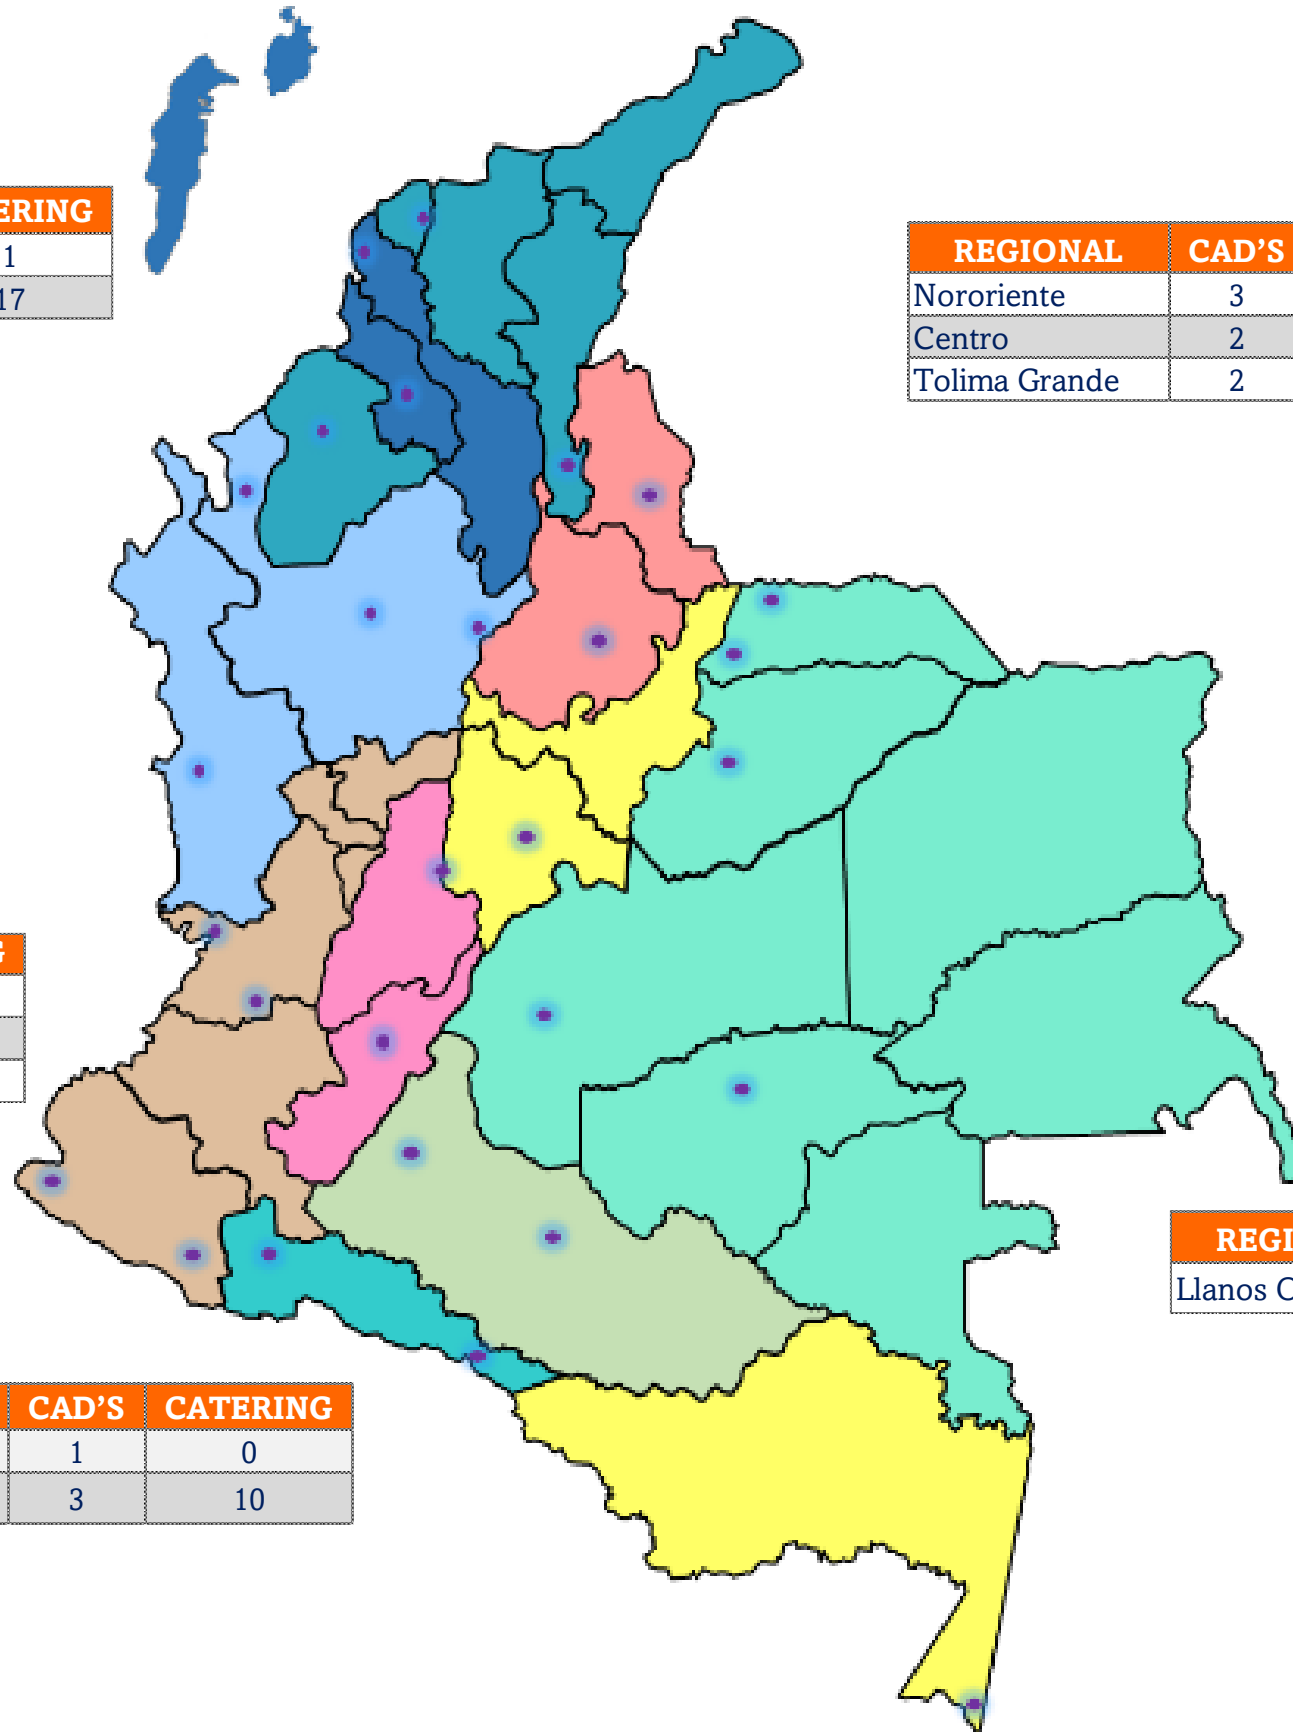 ERING
1
17
REGIONAL CAD'S
Nororiente 3
Centro 2
Tolima Grande 2
G
REGI
Llanos O
CAD'S CATERING
1 0
3 10